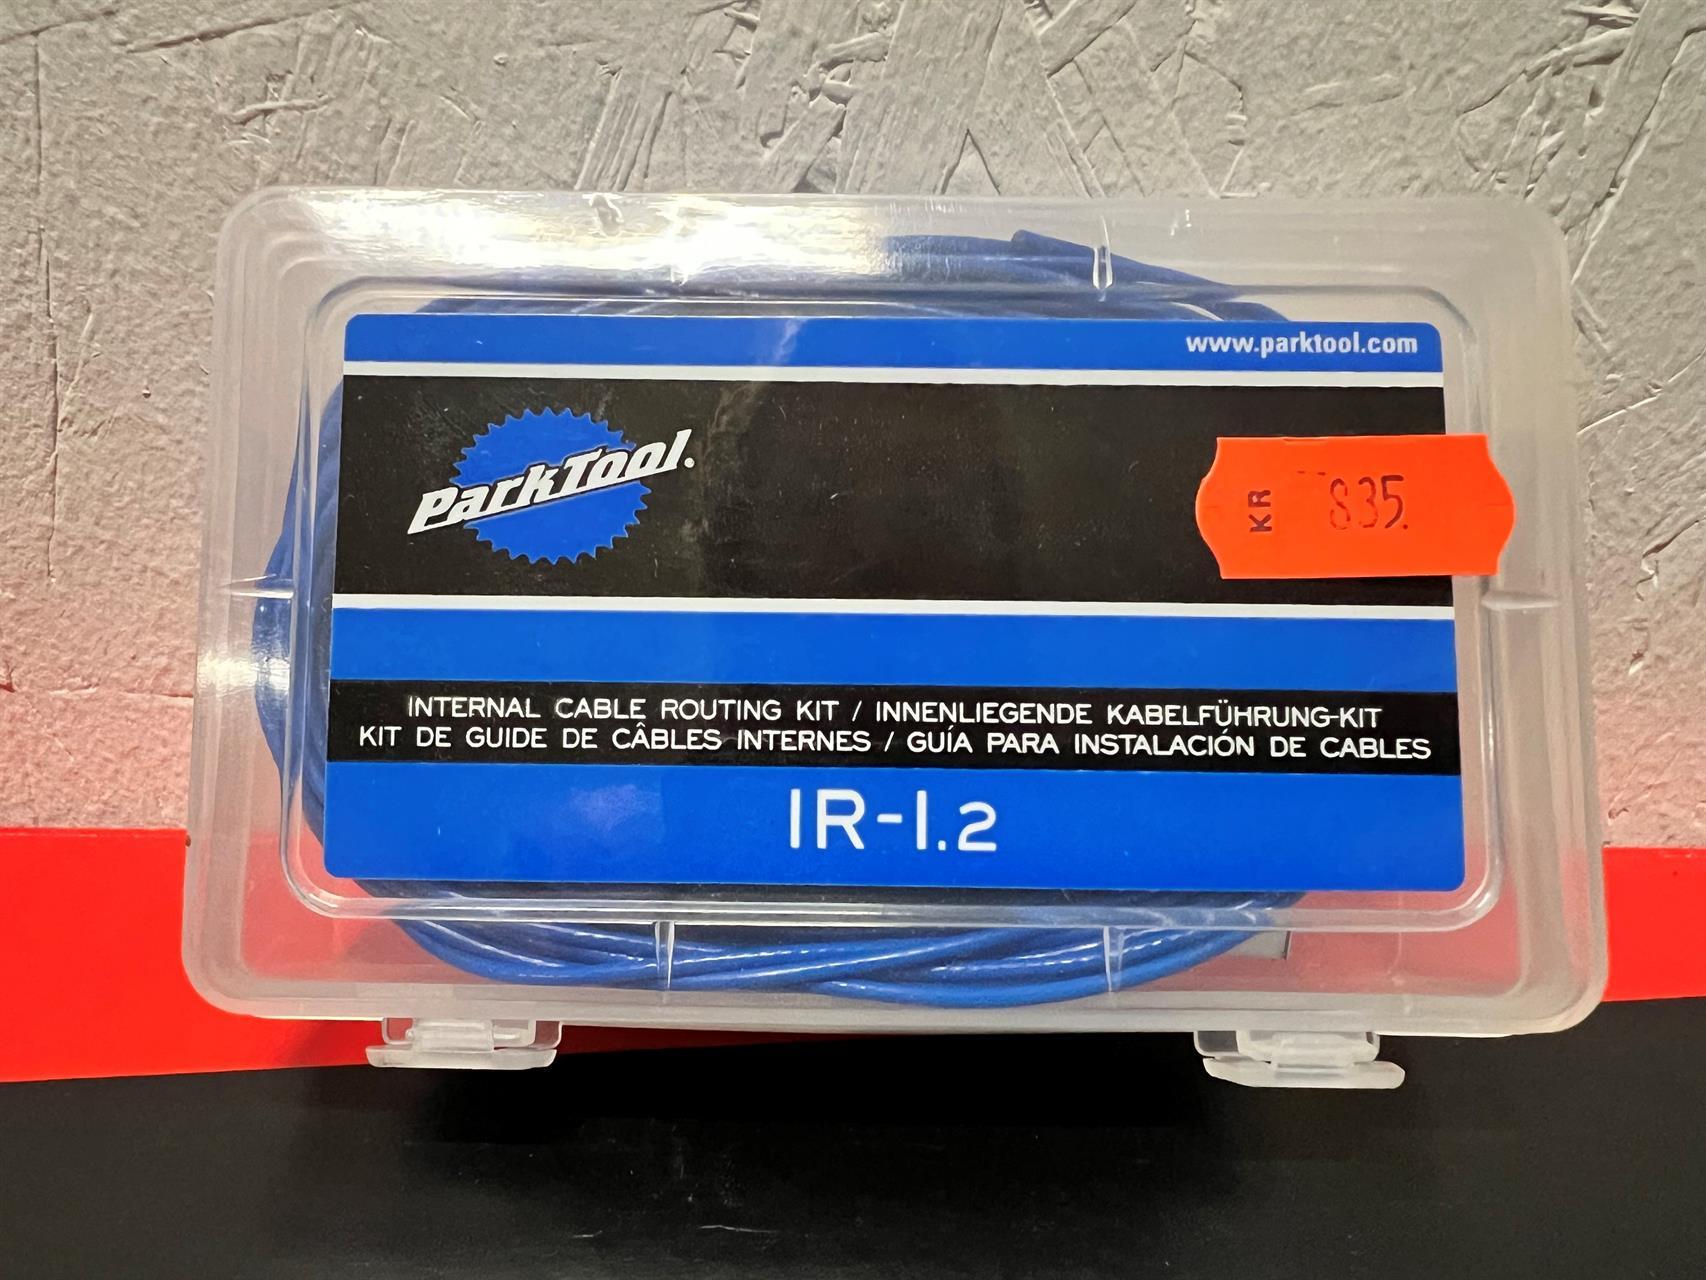 www.parktool.com
ParkTool®
KR 835.
INTERNAL CABLE ROUTING KIT / INNENLIEGENDE KABELFÜHRUNG-KIT
KIT DE GUIDE DE CÂBLES INTERNES / GUÍA PARA INSTALACIÓN DE CABLES
IR-1.2